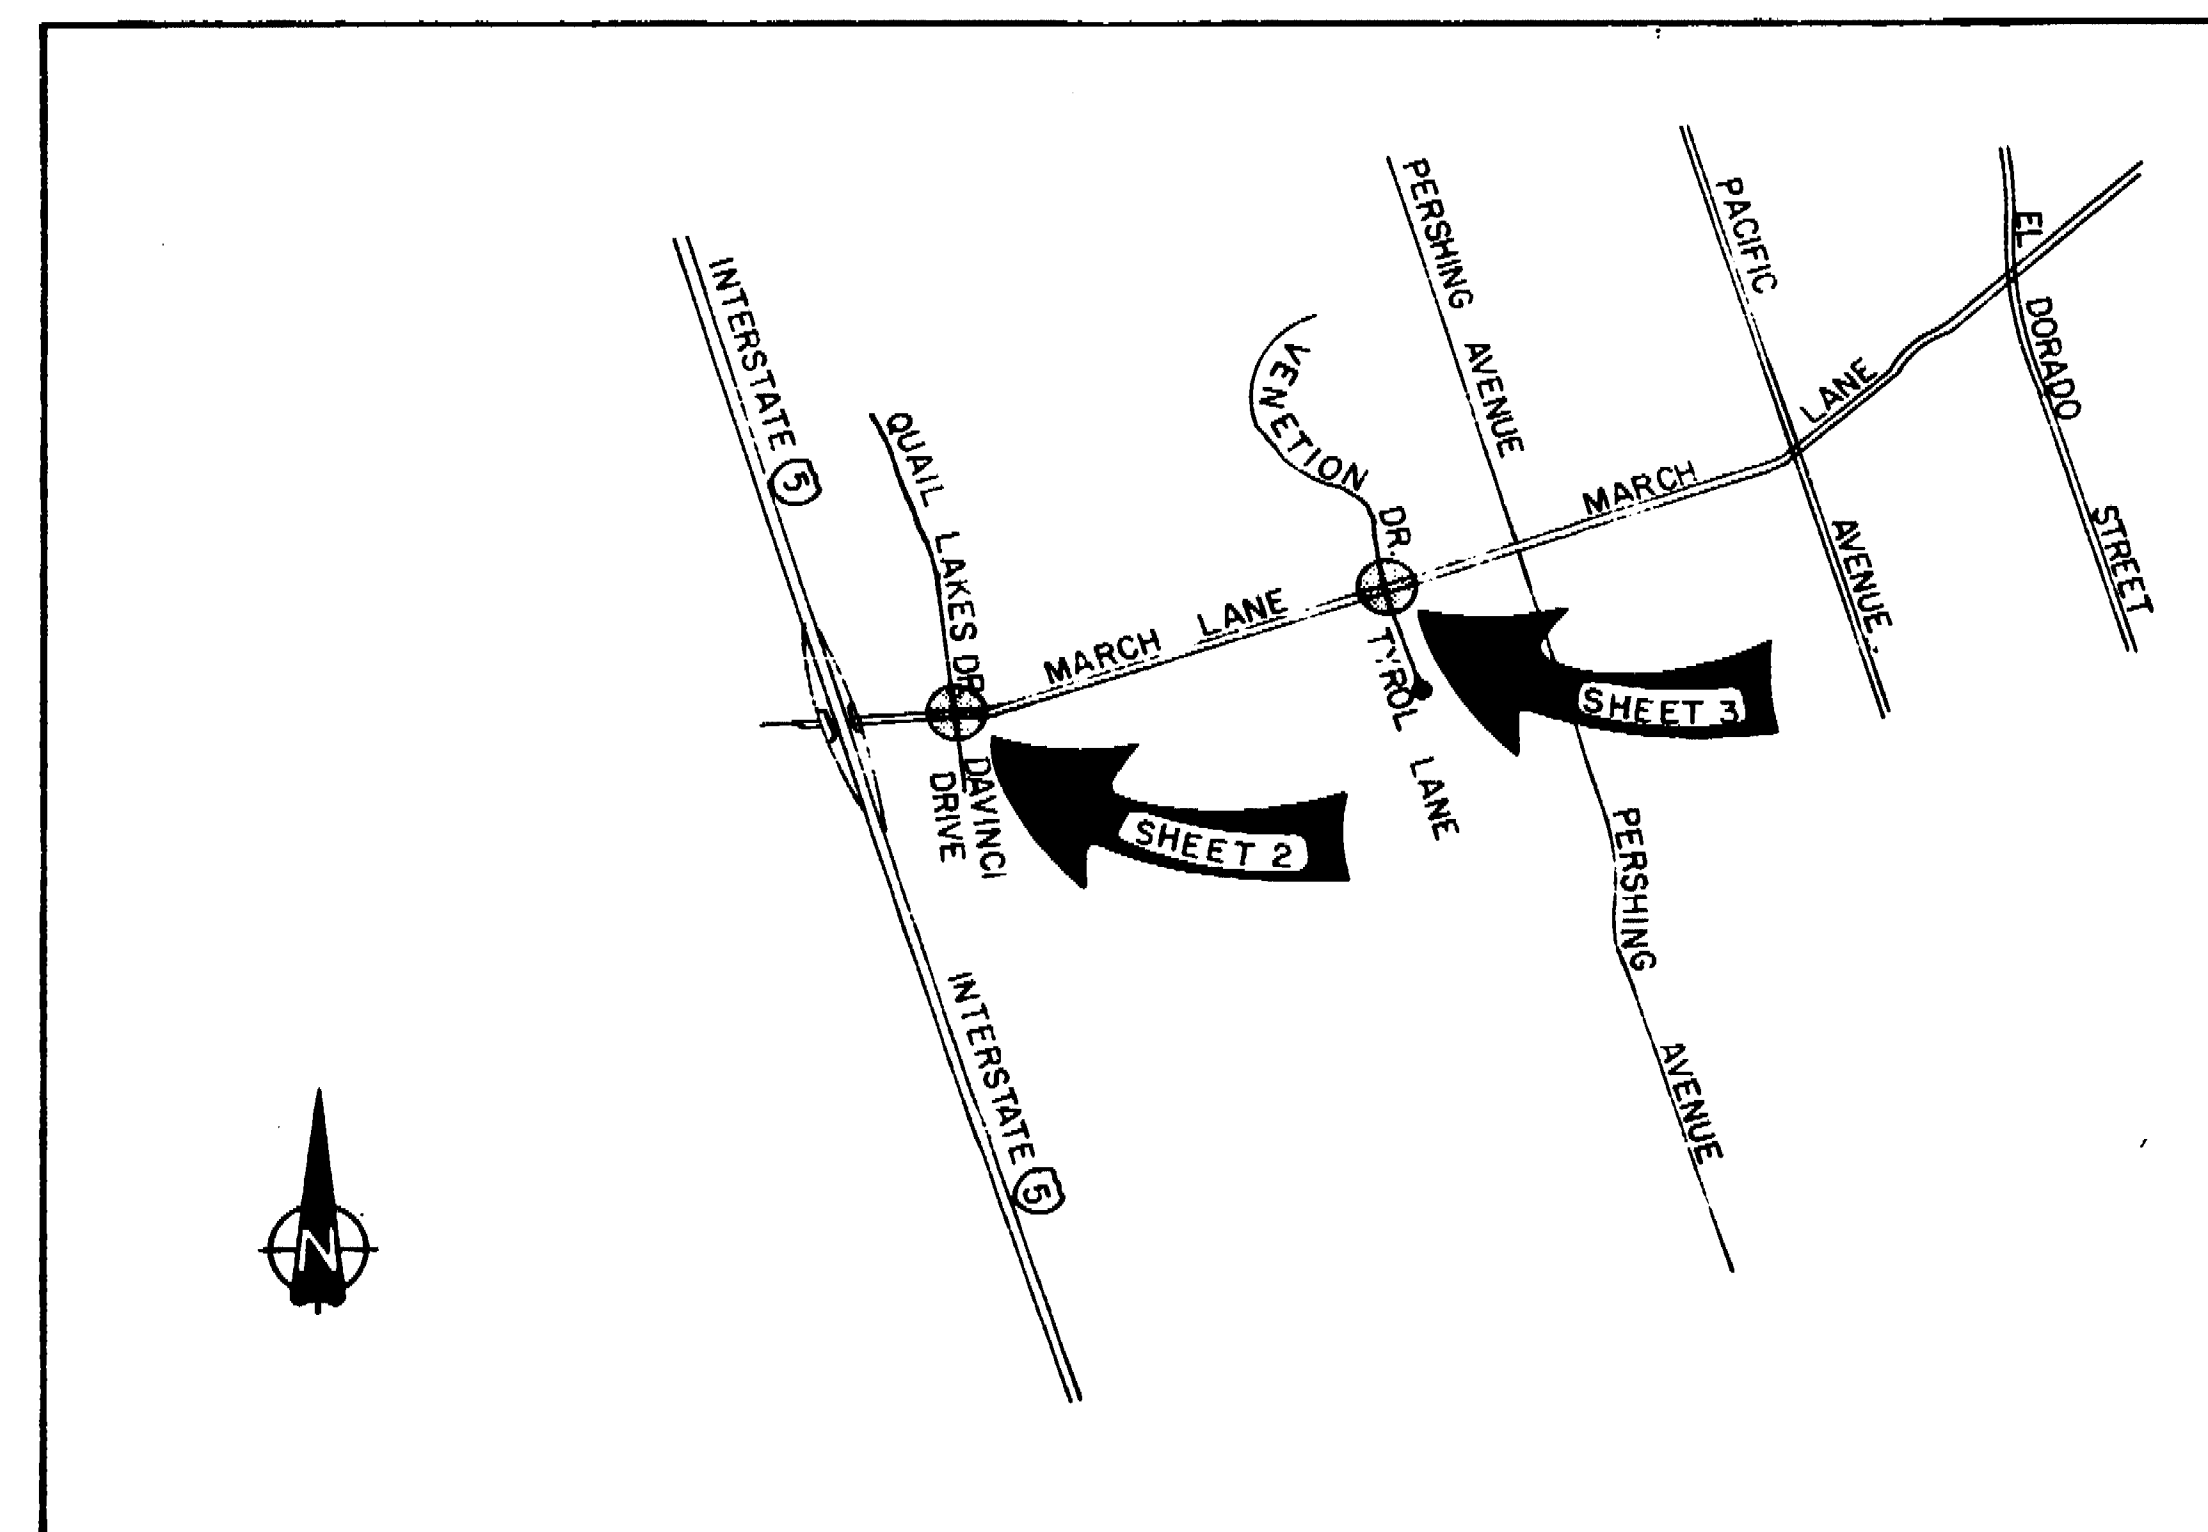 PERSHING AVENUE
PACIFIC
AVENUE
EL DORADO
STREET
INTERSTATE 5
QUAIL LAKES DR.
VENETION DR.
MARCH LANE
MARCH LANE
TYROL LANE
SHEET 3
DAVINCI
DRIVE
SHEET 2
PERSHING
AVENUE
INTERSTATE 5
N